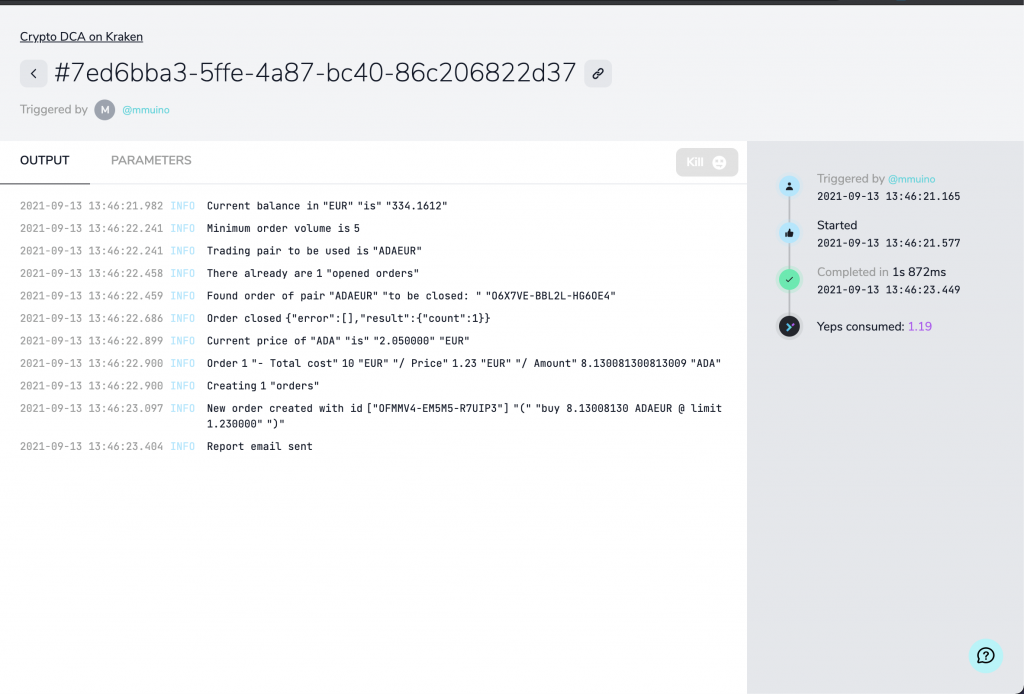 Crypto DCA on Kraken
#7ed6bba3-5ffe-4a87-bc40-86c206822d37
Triggered by M @mmuino
OUTPUT PARAMETERS Kill
2021-09-13 13:46:21.982 INFO Current balance in "EUR" "is" "334.1612"
2021-09-13 13:46:22.241 INFO Minimum order volume is 5
2021-09-13 13:46:22.241 INFO Trading pair to be used is "ADAEUR"
2021-09-13 13:46:22.458 INFO There already are 1 "opened orders"
2021-09-13 13:46:22.459 INFO Found order of pair "ADAEUR" "to be closed: " "O6X7VE-BBL2L-HG6OE4"
2021-09-13 13:46:22.686 INFO Order closed {"error":[],"result":{"count":1}}
2021-09-13 13:46:22.899 INFO Current price of "ADA" "is" "2.050000" "EUR"
2021-09-13 13:46:22.900 INFO Order 1 "- Total cost" 10 "EUR" "/ Price" 1.23 "EUR" "/ Amount" 8.130081300813009 "ADA"
2021-09-13 13:46:22.900 INFO Creating 1 "orders"
2021-09-13 13:46:23.097 INFO New order created with id ["OFMMV4-EM5M5-R7UIP3"] "(" "buy 8.13008130 ADAEUR @ limit
1.230000" ")"
2021-09-13 13:46:23.404 INFO Report email sent
Triggered by @mmuino
2021-09-13 13:46:21.165
Started
2021-09-13 13:46:21.577
Completed in 1s 872ms
2021-09-13 13:46:23.449
Yeps consumed: 1.19